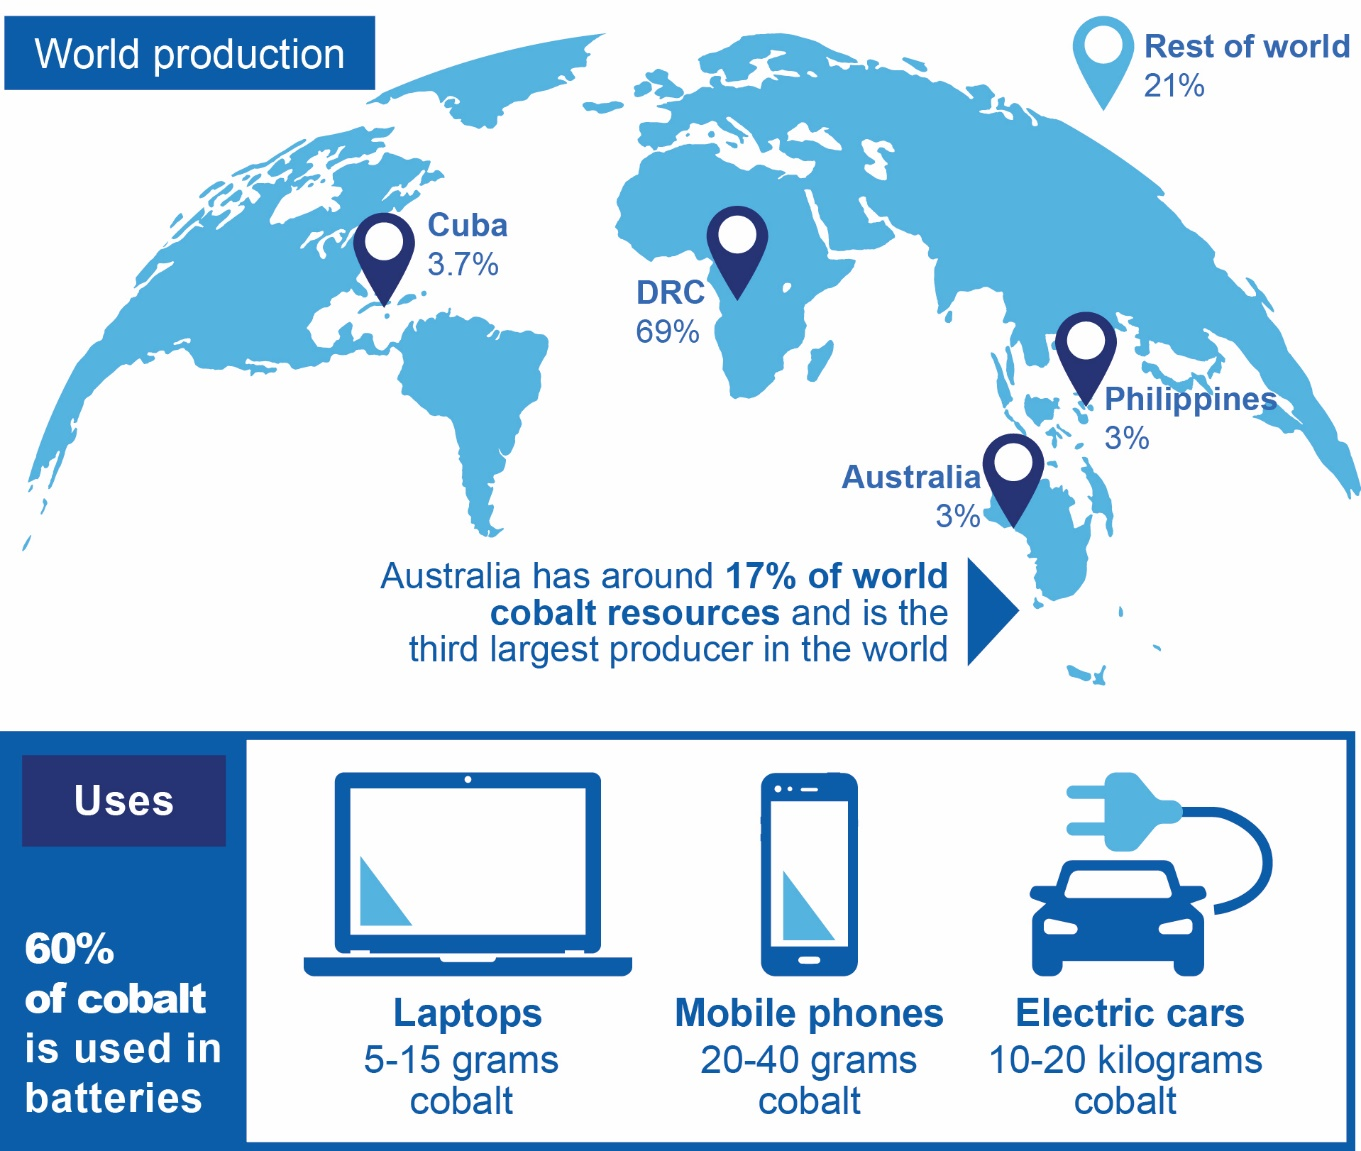 World production
Rest of world
21%
Cuba
3.7%
DRC
69%
Philippines
3%
Australia
3%
Australia has around 17% of world
cobalt resources and is the
third largest producer in the world
Uses
60%
of cobalt
is used in
batteries
Laptops
5-15 grams
cobalt
Mobile phones
20-40 grams
cobalt
Electric cars
10-20 kilograms
cobalt